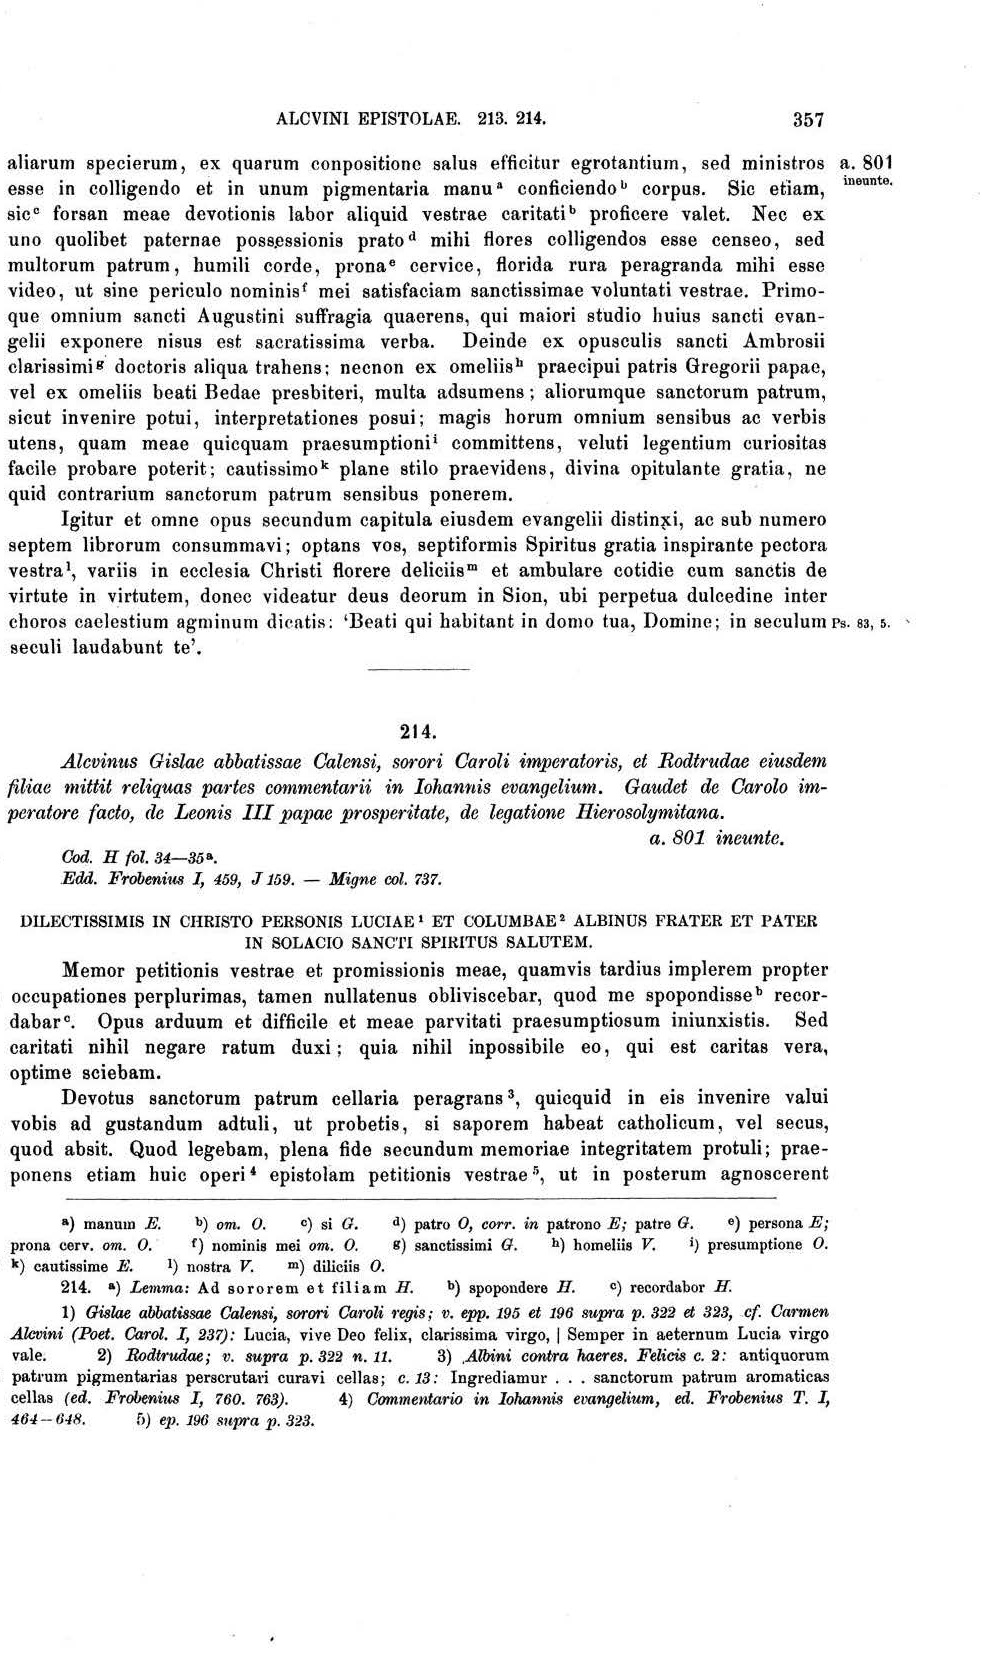 ALCVINI EPISTOLAE. 213. 214. 357
aliarum specierum, ex quarum conpositione salus efficitur egrotantium, sed ministros a. 801
esse in colligendo et in unum pigmentaria manu a conficiendo b corpus. Sic etiam, ineunte.
sic c forsan meae devotionis labor aliquid vestrae caritati b proficere valet. Nec ex
uno quolibet paternae possessionis prato d mihi flores colligendos esse censeo, sed
multorum patrum, humili corde, prona e cervice, florida rura peragranda mihi esse
video, ut sine periculo nominis f mei satisfaciam sanctissimae voluntati vestrae. Primo-
que omnium sancti Augustini suffragia quaerens, qui maiori studio huius sancti evan-
gelii exponere nisus est sacratissima verba. Deinde ex opusculis sancti Ambrosii
clarissimi g doctoris aliqua trahens; necnon ex omeliis h praecipui patris Gregorii papae,
vel ex omeliis beati Bedae presbiteri, multa adsumens; aliorumque sanctorum patrum,
sicut invenire potui, interpretationes posui; magis horum omnium sensibus ac verbis
utens, quam meae quicquam praesumptioni i committens, veluti legentium curiositas
facile probare poterit; cautissimo k plane stilo praevidens, divina opitulante gratia, ne
quid contrarium sanctorum patrum sensibus ponerem.
Igitur et omne opus secundum capitula eiusdem evangelii distinxi, ac sub numero
septem librorum consummavi; optans vos, septiformis Spiritus gratia inspirante pectora
vestra l, variis in ecclesia Christi florere deliciis m et ambulare cotidie cum sanctis de
virtute in virtutem, donec videatur deus deorum in Sion, ubi perpetua dulcedine inter
choros caelestium agminum dicatis: ‘Beati qui habitant in domo tua, Domine; in seculum Ps. 83, 5.
seculi laudabunt te’.
214.
Alcvinus Gislae abbatissae Calensi, sorori Caroli imperatoris, et Rodtrudae eiusdem
filiae mittit reliquas partes commentarii in Iohannis evangelium. Gaudet de Carolo im-
peratore facto, de Leonis III papae prosperitate, de legatione Hierosolymitana.
a. 801 ineunte.
Cod. H fol. 34—35 a.
Edd. Frobenius I, 459, J 159. — Migne col. 737.
DILECTISSIMIS IN CHRISTO PERSONIS LUCIAE 1 ET COLUMBAE 2 ALBINUS FRATER ET PATER
IN SOLACIO SANCTI SPIRITUS SALUTEM.
Memor petitionis vestrae et promissionis meae, quamvis tardius implerem propter
occupationes perplurimas, tamen nullatenus obliviscebar, quod me spopondisse b recor-
dabar c. Opus arduum et difficile et meae parvitati praesumptiosum iniunxistis. Sed
caritati nihil negare ratum duxi; quia nihil inpossibile eo, qui est caritas vera,
optime sciebam.
Devotus sanctorum patrum cellaria peragrans 3, quicquid in eis invenire valui
vobis ad gustandum adtuli, ut probetis, si saporem habeat catholicum, vel secus,
quod absit. Quod legebam, plena fide secundum memoriae integritatem protuli; prae-
ponens etiam huic operi 4 epistolam petitionis vestrae 5, ut in posterum agnoscerent
a) manum E. b) om. O. c) si G. d) patro O, corr. in patrono E; patre G. e) persona E;
prona cerv. om. O. f) nominis mei om. O. g) sanctissimi G. h) homeliis V. i) presumptione O.
k) cautissime E. l) nostra V. m) diliciis O.
214. a) Lemma: Ad sororem et filiam H. b) spopondere H. c) recordabor H.
1) Gislae abbatissae Calensi, sorori Caroli regis; v. epp. 195 et 196 supra p. 322 et 323, cf. Carmen
Alcvini (Poet. Carol. I, 237): Lucia, vive Deo felix, clarissima virgo, | Semper in aeternum Lucia virgo
vale. 2) Rodtrudae; v. supra p. 322 n. 11. 3) Albini contra haeres. Felicis c. 2: antiquorum
patrum pigmentarias perscrutari curavi cellas; c. 13: Ingrediamur . . . sanctorum patrum aromaticas
cellas (ed. Frobenius I, 760. 763). 4) Commentario in Iohannis evangelium, ed. Frobenius T. I,
464—648. 5) ep. 196 supra p. 323.